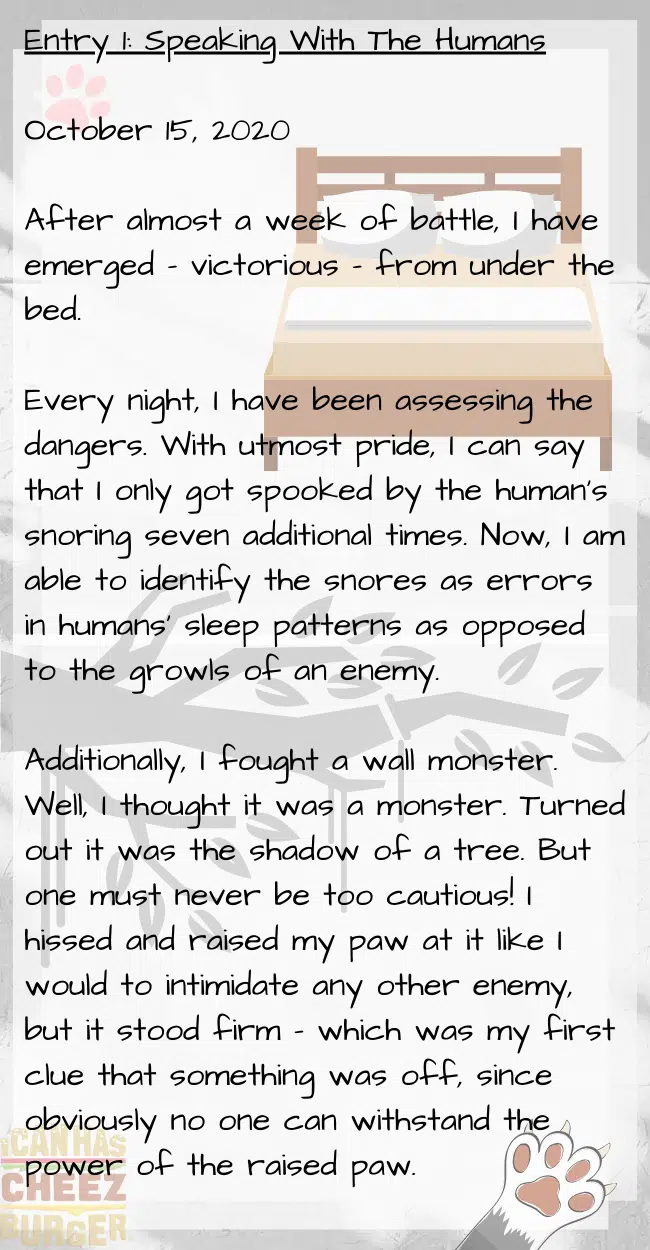 Entry 1: Speaking With The Humans
October 15, 2020
After almost a week of battle, I have
emerged - victorious - from under the
bed.
Every night, I have been assessing the
dangers. With utmost pride, I can say
that I only got spooked by the human's
snoring seven additional times. Now, I am
able to identify the snores as errors
in humans' sleep patterns as opposed
to the growls of an enemy.
Additionally, I fought a wall monster.
Well, I thought it was a monster. Turned
out it was the shadow of a tree. But
one must never be too cautious! I
hissed and raised my paw at it like I
would to intimidate any other enemy,
but it stood firm - which was my first
clue that something was off, since
obviously no one can withstand the
power of the raised paw.
ICANHAS
CHEEZ
BURGER